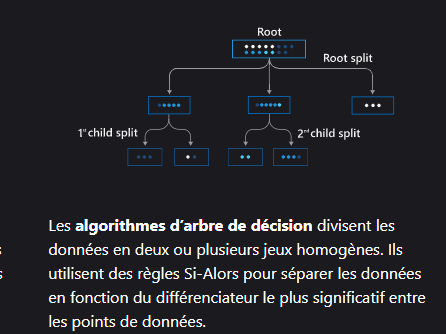 Root
Root split
1st child split
2nd child split
Les algorithmes d'arbre de décision divisent les
données en deux ou plusieurs jeux homogènes. Ils
utilisent des règles Si-Alors pour séparer les données
en fonction du différenciateur le plus significatif entre
les points de données.